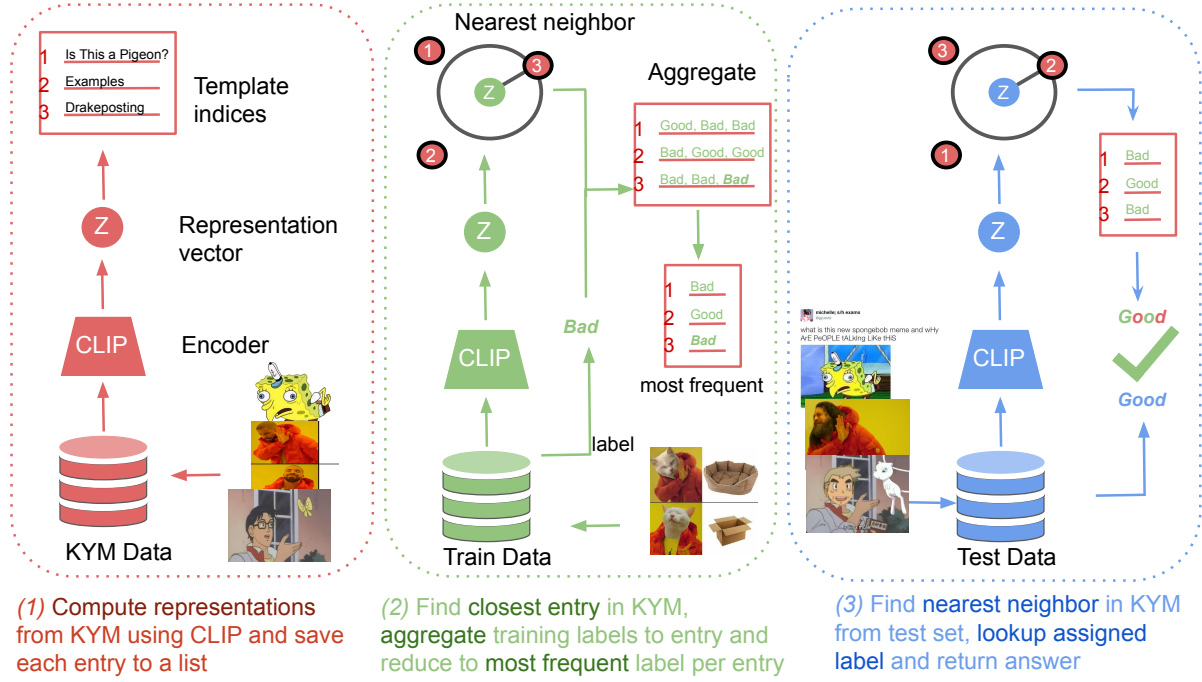 1 Is This a Pigeon?
2 Examples
3 Drakeposting
Template
indices
Z
Representation
vector
CLIP
Encoder
KYM Data
Nearest neighbor
1
3
Z
2
Z
CLIP
Aggregate
1 Good, Bad, Bad
2 Bad, Good, Good
3 Bad, Bad, Bad
1 Bad
2 Good
3 Bad
most frequent
Bad
label
Train Data
3
2
Z
1
Z
CLIP
1 Bad
2 Good
3 Bad
Good
Good
michelle; s/h exams
what is this new spongebob meme and wHy
ArE PeOPLE tALking LiKe tHIS
Test Data
(1) Compute representations
from KYM using CLIP and save
each entry to a list
(2) Find closest entry in KYM,
aggregate training labels to entry and
reduce to most frequent label per entry
(3) Find nearest neighbor in KYM
from test set, lookup assigned
label and return answer